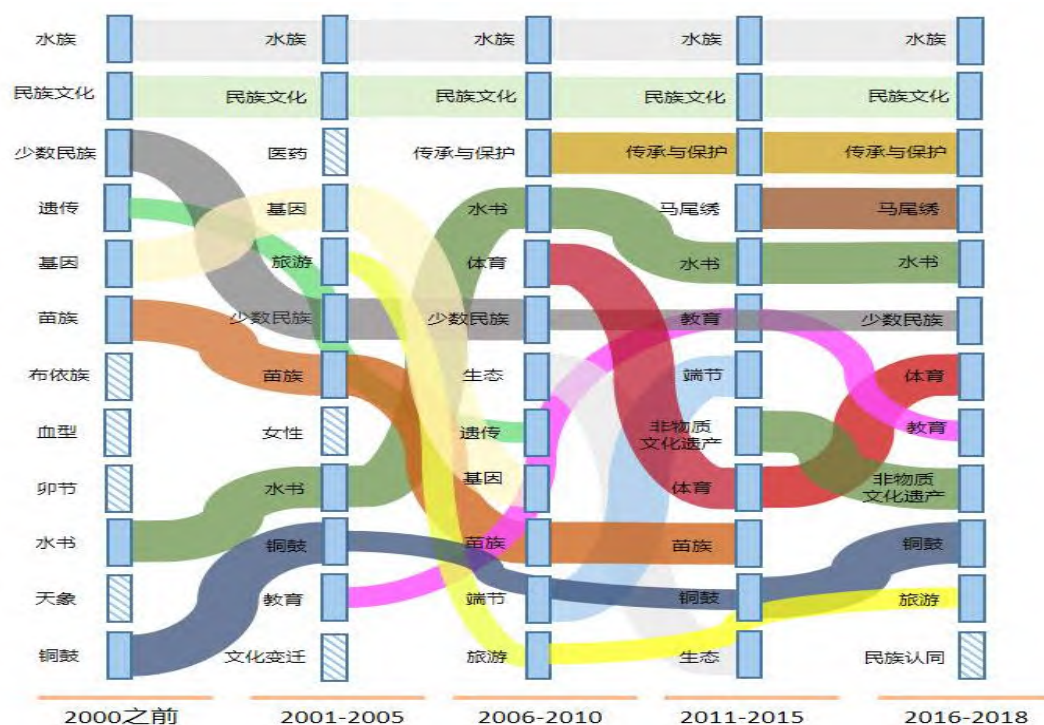 水族 水族 水族 水族 水族
民族文化 民族文化 民族文化 民族文化 民族文化
少数民族 医药 传承与保护 传承与保护 传承与保护
遗传 基因 水书 马尾绣 马尾绣
基因 旅游 体育 水书 水书
苗族 少数民族 少数民族 教育 少数民族
布依族 苗族 生态 端节 体育
血型 女性 遗传 非物质 教育
文化遗产
卯节 水书 基因 体育 非物质
文化遗产
水书 铜鼓 苗族 苗族 铜鼓
天象 教育 端节 铜鼓 旅游
铜鼓 文化变迁 旅游 生态 民族认同
2000之前 2001-2005 2006-2010 2011-2015 2016-2018